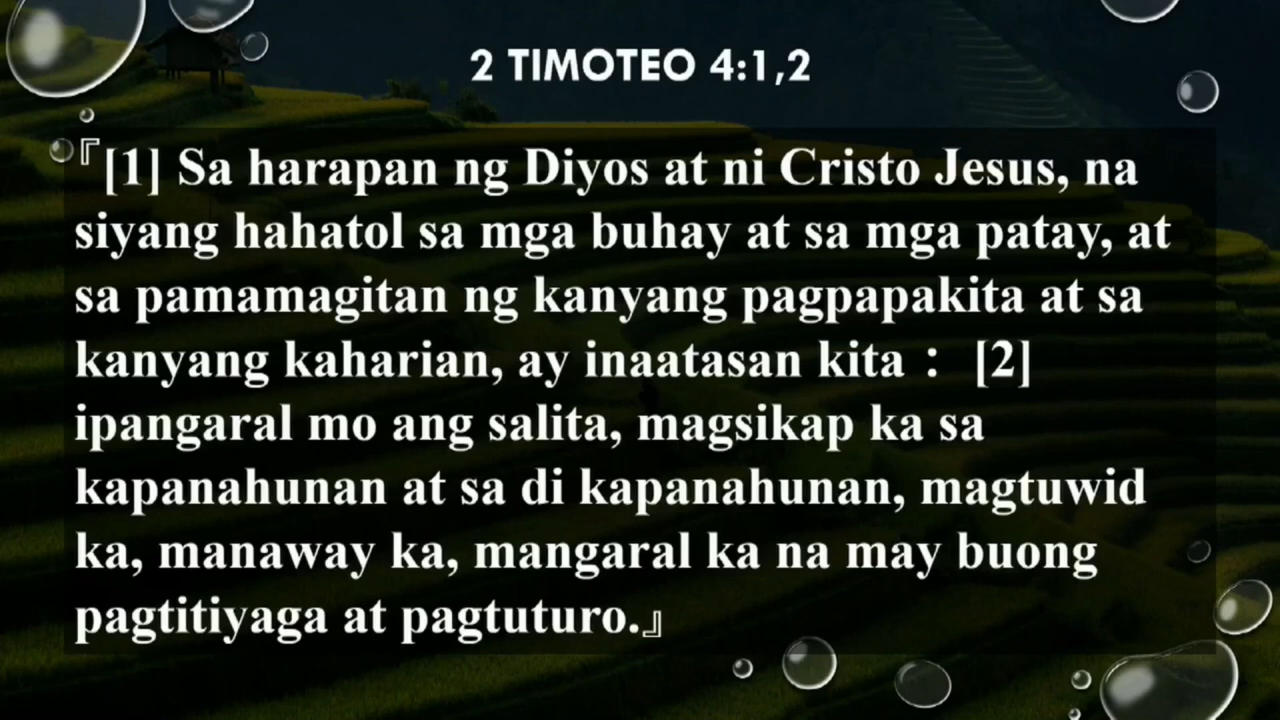 2 TIMOTEO 4:1,2
『[1] Sa harapan ng Diyos at ni Cristo Jesus, na
siyang hahatol sa mga buhay at sa mga patay, at
sa pamamagitan ng kanyang pagpapakita at sa
kanyang kaharian, ay inaatasan kita： [2]
ipangaral mo ang salita, magsikap ka sa
kapanahunan at sa di kapanahunan, magtuwid
ka, manaway ka, mangaral ka na may buong
pagtitiyaga at pagtuturo.』